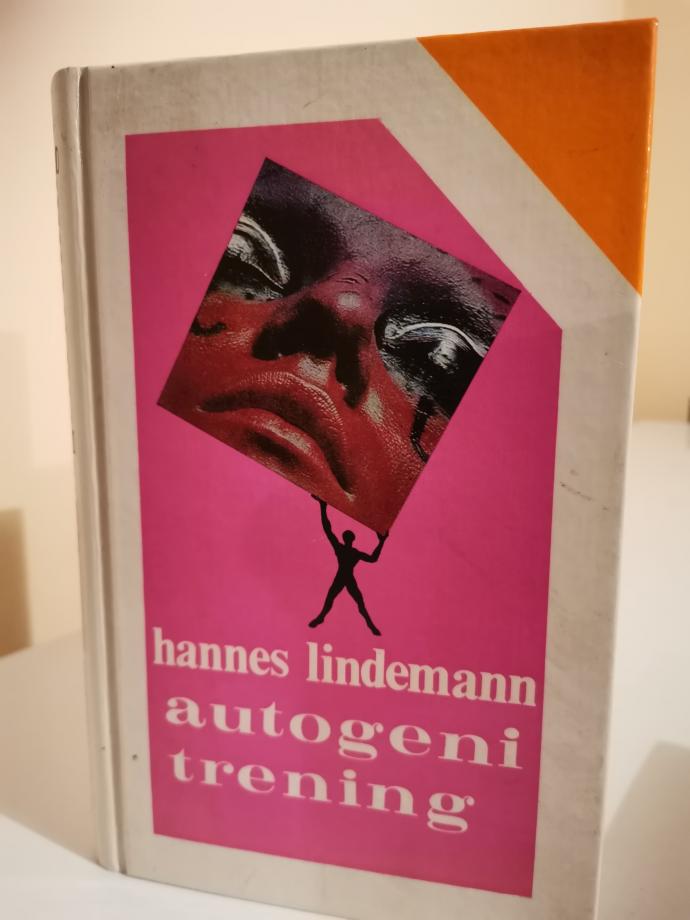 hannes lindemann
autogeni
trening